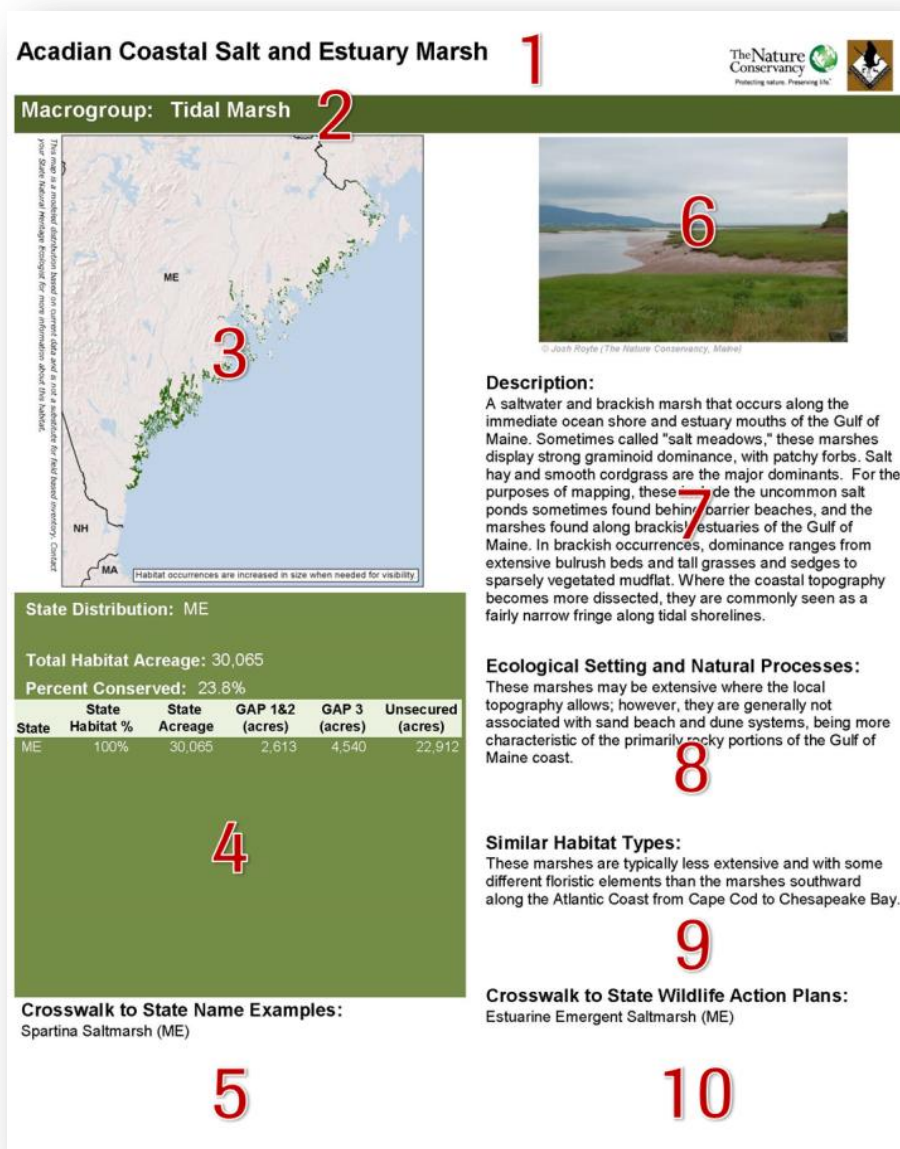 Acadian Coastal Salt and Estuary Marsh
1
The Nature
Conservancy
Protecting nature. Preserving life.
Macrogroup: Tidal Marsh
2
This map is a modeled distribution based on current data and is not a substitute for field based inventory. Contact
your State Natural Heritage Ecologist for more information about this habitat.
ME
3
NH
MA
Habitat occurrences are increased in size when needed for visibility.
State Distribution: ME
Total Habitat Acreage: 30,065
Percent Conserved: 23.8%
State State Habitat % State Acreage GAP 1&2 (acres) GAP 3 (acres) Unsecured (acres)
ME 100% 30,065 2,613 4,540 22,912
4
Crosswalk to State Name Examples:
Spartina Saltmarsh (ME)
5
6
© Josh Royte (The Nature Conservancy, Maine)
Description:
A saltwater and brackish marsh that occurs along the
immediate ocean shore and estuary mouths of the Gulf of
Maine. Sometimes called "salt meadows," these marshes
display strong graminoid dominance, with patchy forbs. Salt
hay and smooth cordgrass are the major dominants. For the
purposes of mapping, these include the uncommon salt
ponds sometimes found behind barrier beaches, and the
marshes found along brackish estuaries of the Gulf of
Maine. In brackish occurrences, dominance ranges from
extensive bulrush beds and tall grasses and sedges to
sparsely vegetated mudflat. Where the coastal topography
becomes more dissected, they are commonly seen as a
fairly narrow fringe along tidal shorelines.
7
Ecological Setting and Natural Processes:
These marshes may be extensive where the local
topography allows; however, they are generally not
associated with sand beach and dune systems, being more
characteristic of the primarily rocky portions of the Gulf of
Maine coast.
8
Similar Habitat Types:
These marshes are typically less extensive and with some
different floristic elements than the marshes southward
along the Atlantic Coast from Cape Cod to Chesapeake Bay.
9
Crosswalk to State Wildlife Action Plans:
Estuarine Emergent Saltmarsh (ME)
10